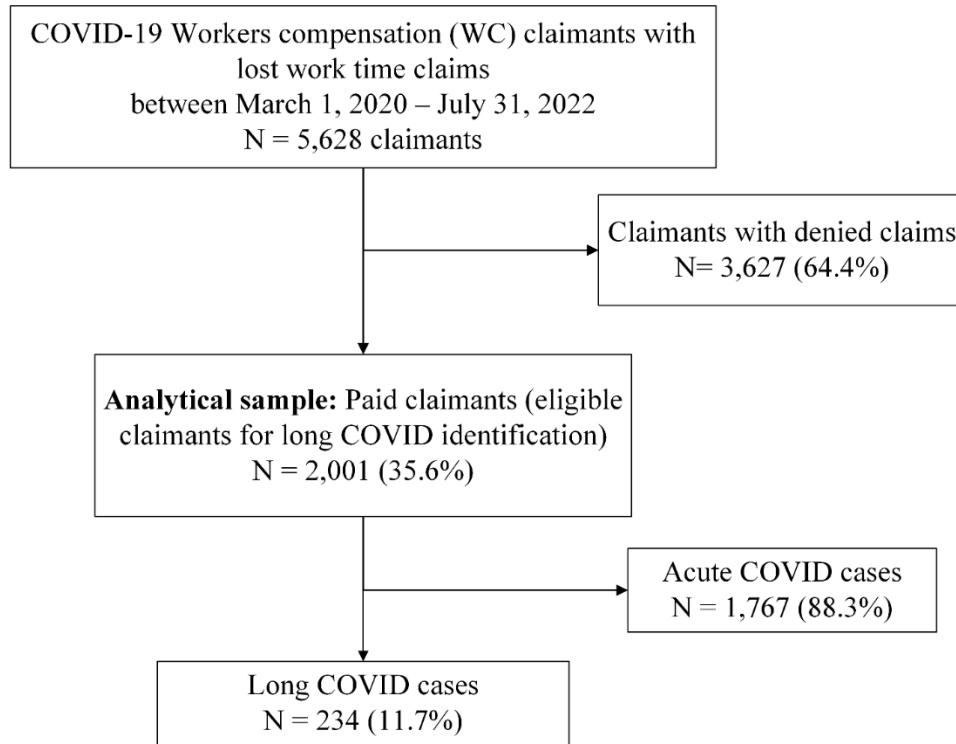 COVID-19 Workers compensation (WC) claimants with
lost work time claims
between March 1, 2020 – July 31, 2022
N = 5,628 claimants
Claimants with denied claims
N= 3,627 (64.4%)
Analytical sample: Paid claimants (eligible
claimants for long COVID identification)
N = 2,001 (35.6%)
Acute COVID cases
N = 1,767 (88.3%)
Long COVID cases
N = 234 (11.7%)